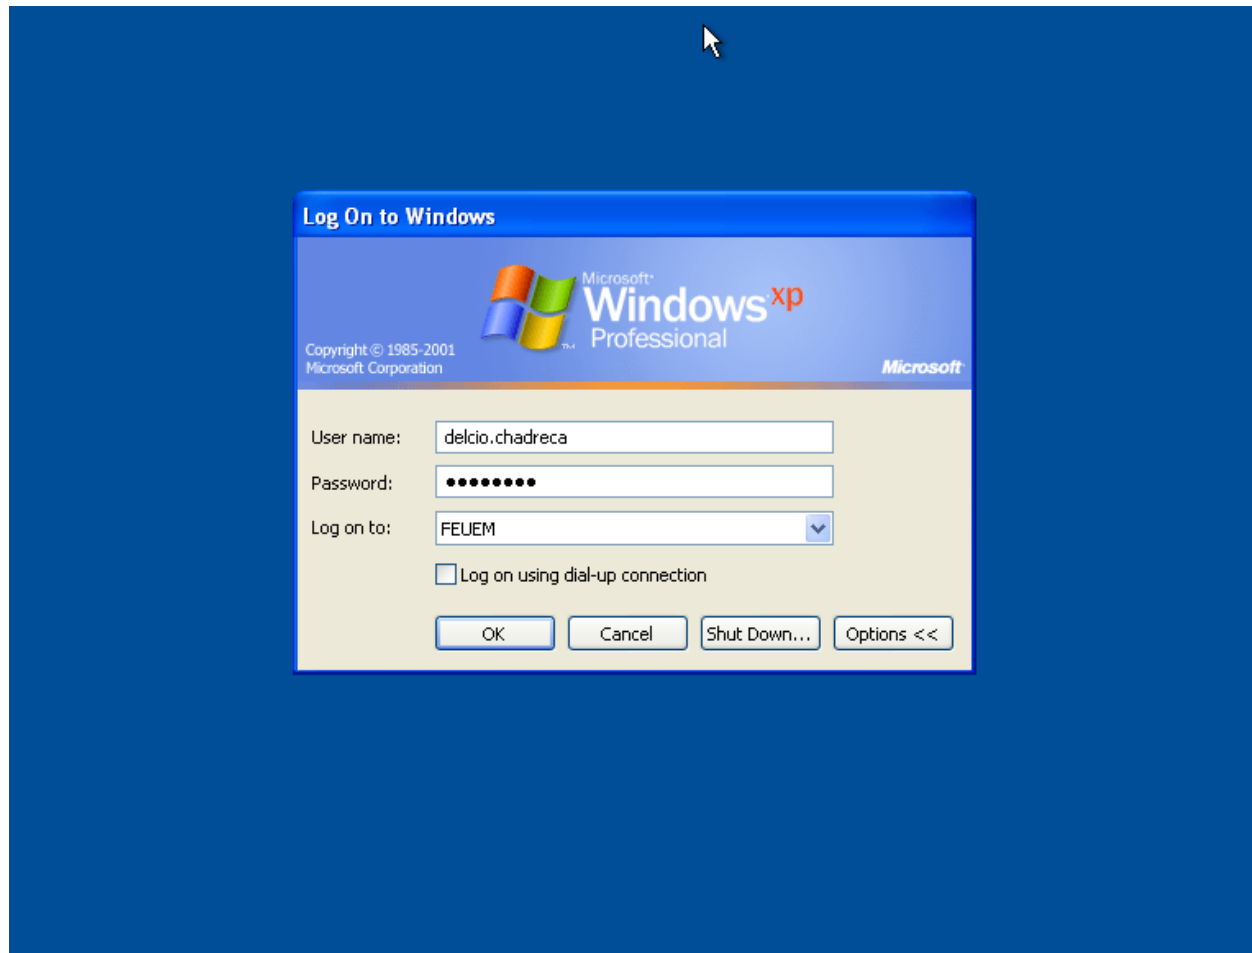 Log On to Windows
Microsoft
Windows xp
Professional
TM
Copyright © 1985-2001
Microsoft Corporation
Microsoft
User name: delcio.chadreca
Password: ●●●●●●●●
Log on to: FEUEM
Log on using dial-up connection
OK Cancel Shut Down... Options <<